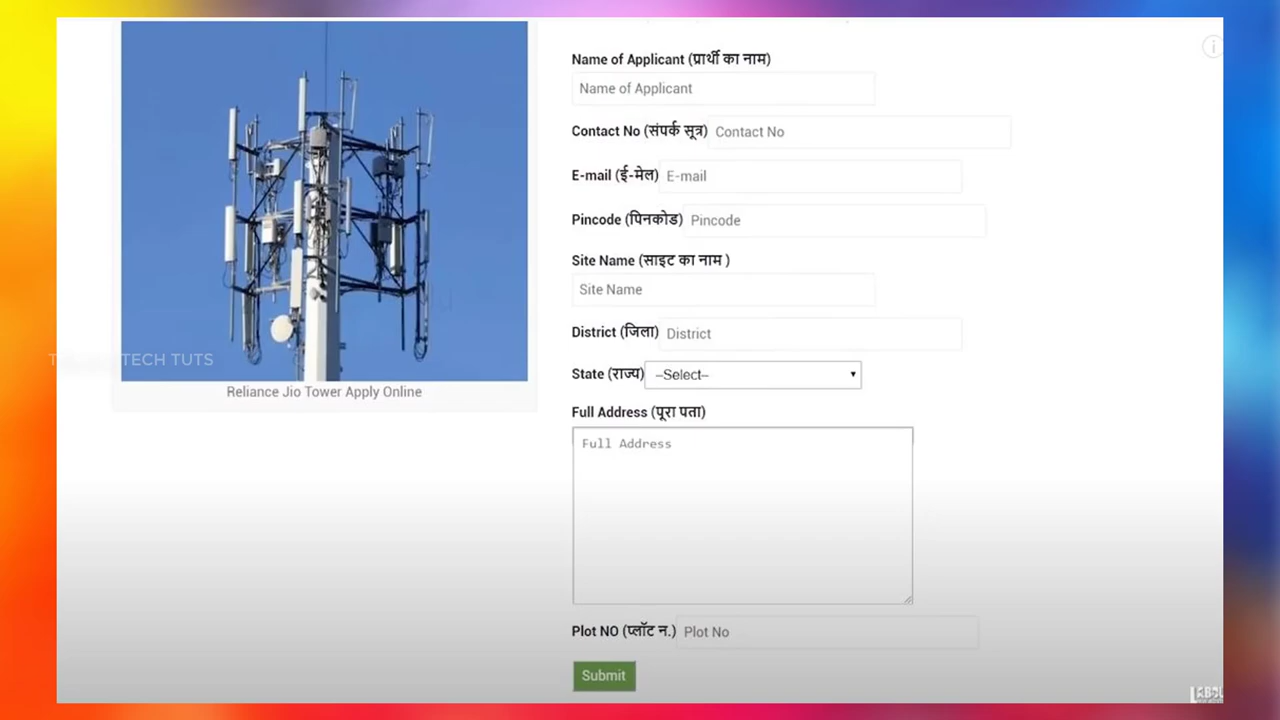 Name of Applicant (प्रार्थी का नाम)
Name of Applicant
Contact No (संपर्क सूत्र) Contact No
E-mail (ई-मेल) E-mail
Pincode (पिनकोड) Pincode
Site Name (साइट का नाम )
Site Name
District (जिला) District
State (राज्य) --Select--
Full Address (पूरा पता)
Full Address
Plot NO (प्लॉट न.) Plot No
Submit
TECH TUTS
Reliance Jio Tower Apply Online